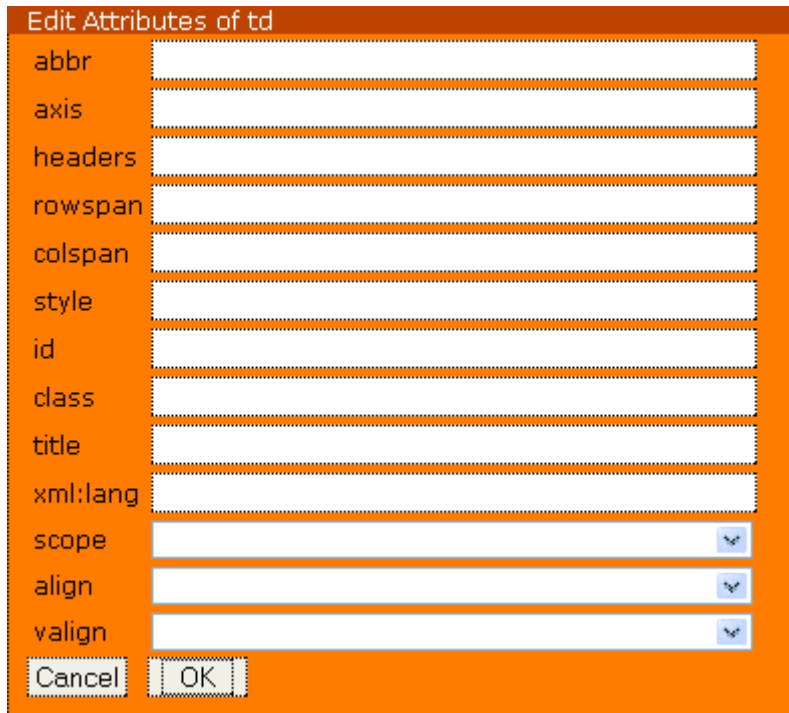 Edit Attributes of td
abbr
axis
headers
rowspan
colspan
style
id
class
title
xml:lang
scope
align
valign
Cancel OK